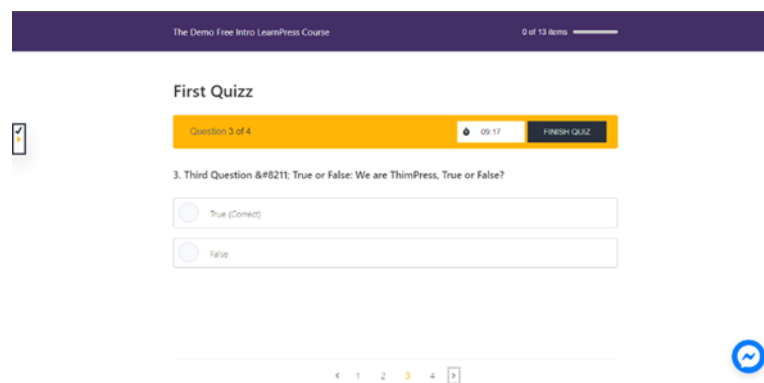 The Demo Free Intro LearnPress Course
0 of 13 items
First Quizz
Question 3 of 4
09:17
FINISH QUIZ
3. Third Question &#8211; True or False: We are ThimPress, True or False?
True (Correct)
False
< 1 2 3 4 >